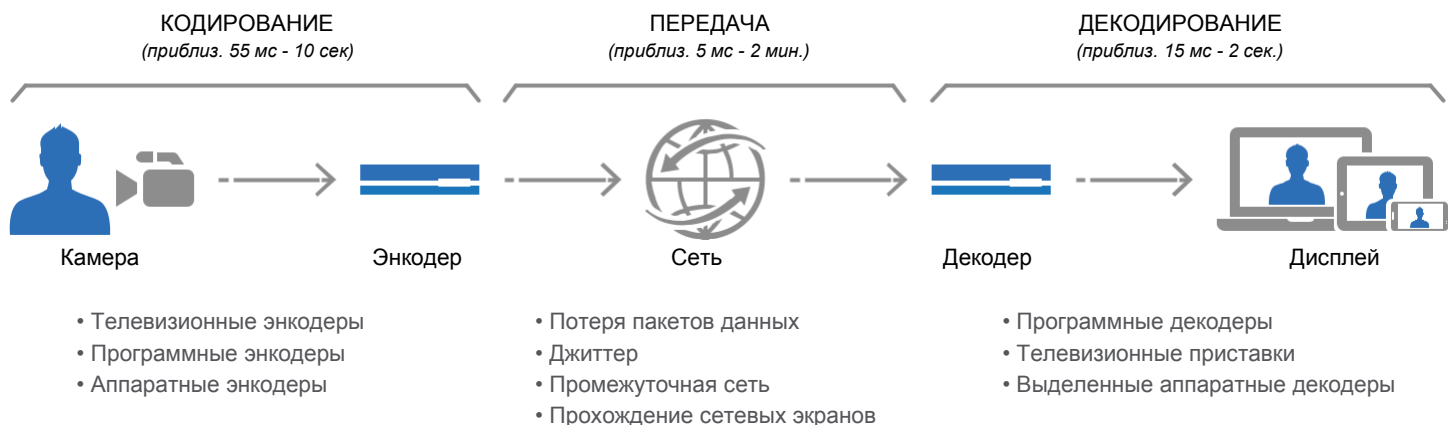 КОДИРОВАНИЕ
(приблиз. 55 мс - 10 сек)
ПЕРЕДАЧА
(приблиз. 5 мс - 2 мин.)
ДЕКОДИРОВАНИЕ
(приблиз. 15 мс - 2 сек.)
Камера
Энкодер
Сеть
Декодер
Дисплей
• Телевизионные энкодеры
• Программные энкодеры
• Аппаратные энкодеры
• Потеря пакетов данных
• Джиттер
• Промежуточная сеть
• Прохождение сетевых экранов
• Программные декодеры
• Телевизионные приставки
• Выделенные аппаратные декодеры